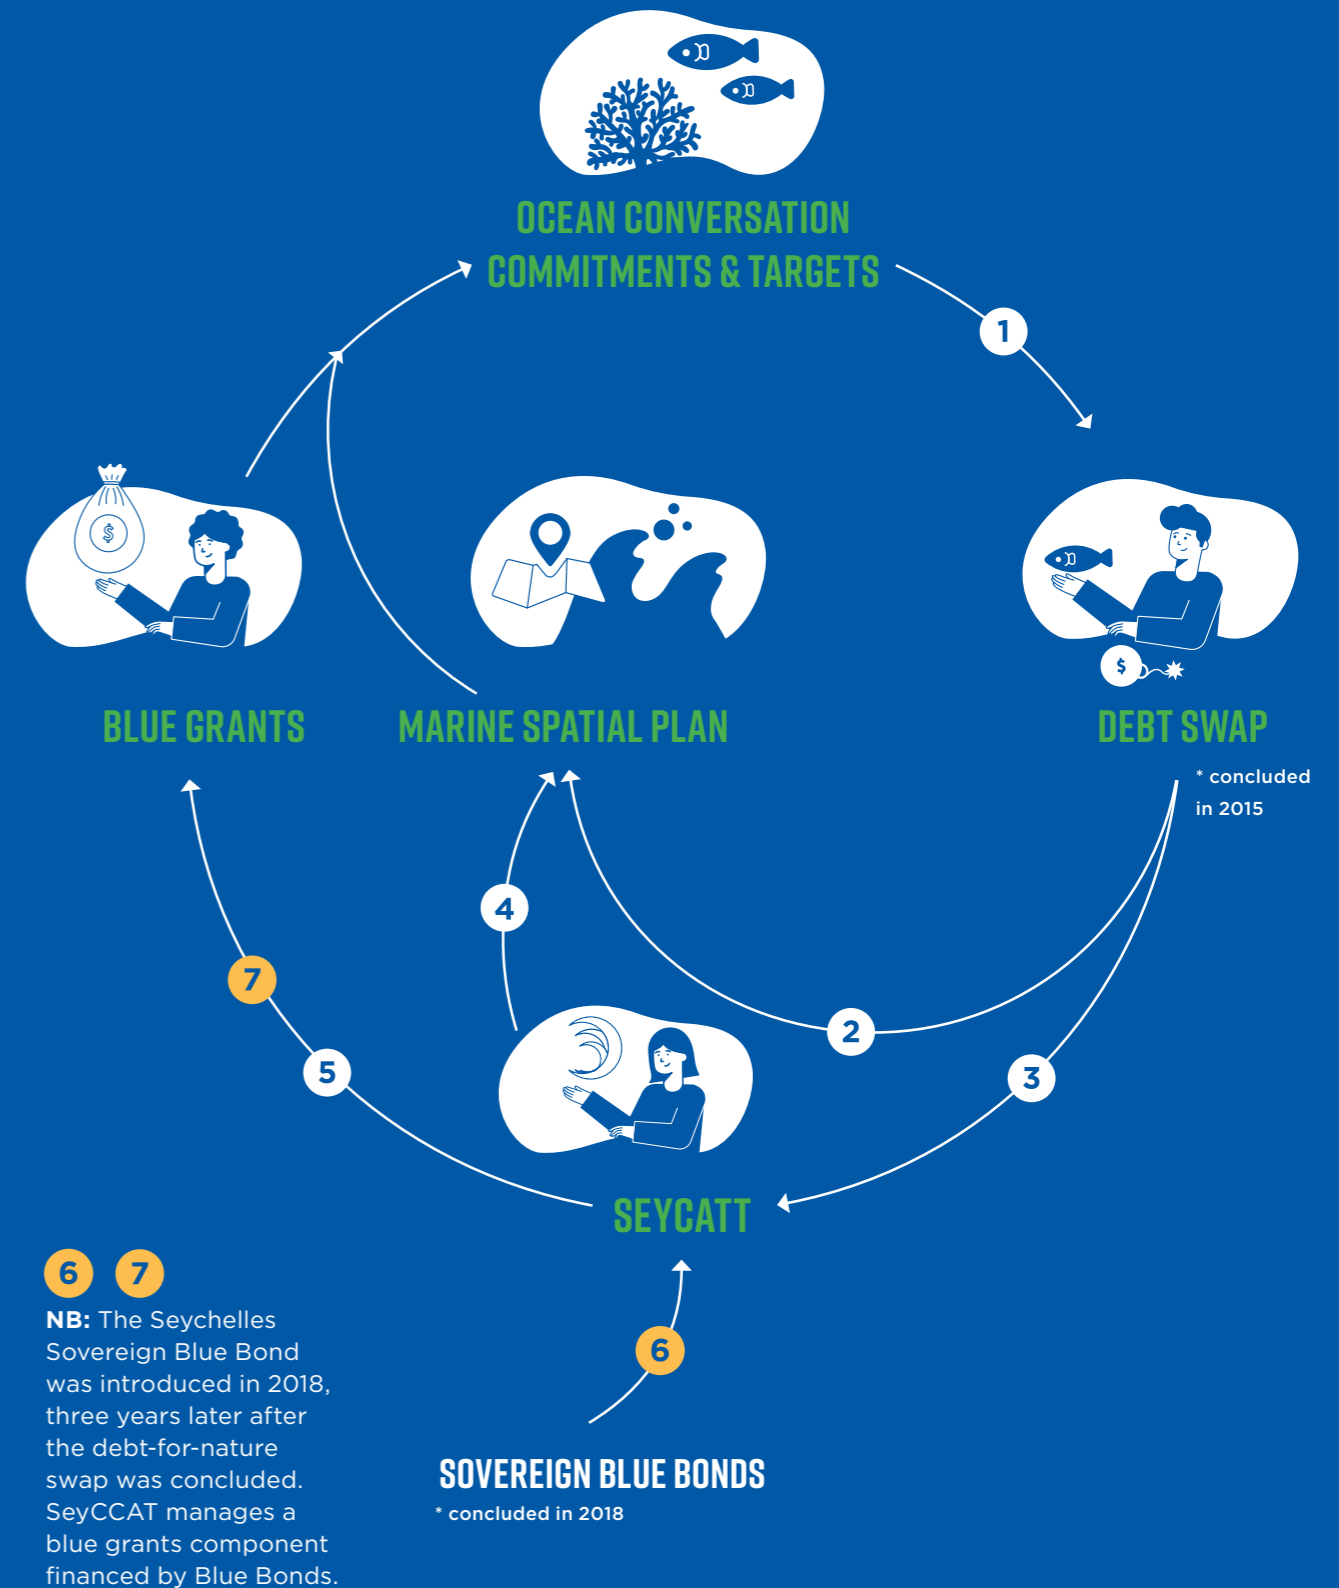 OCEAN CONVERSATION
COMMITMENTS & TARGETS
1
$
$
BLUE GRANTS
MARINE SPATIAL PLAN
DEBT SWAP
* concluded
in 2015
4
7
2
5
3
SEYCATT
6 7
NB: The Seychelles
Sovereign Blue Bond
was introduced in 2018,
three years later after
the debt-for-nature
swap was concluded.
SeyCCAT manages a
blue grants component
financed by Blue Bonds.
6
SOVEREIGN BLUE BONDS
* concluded in 2018